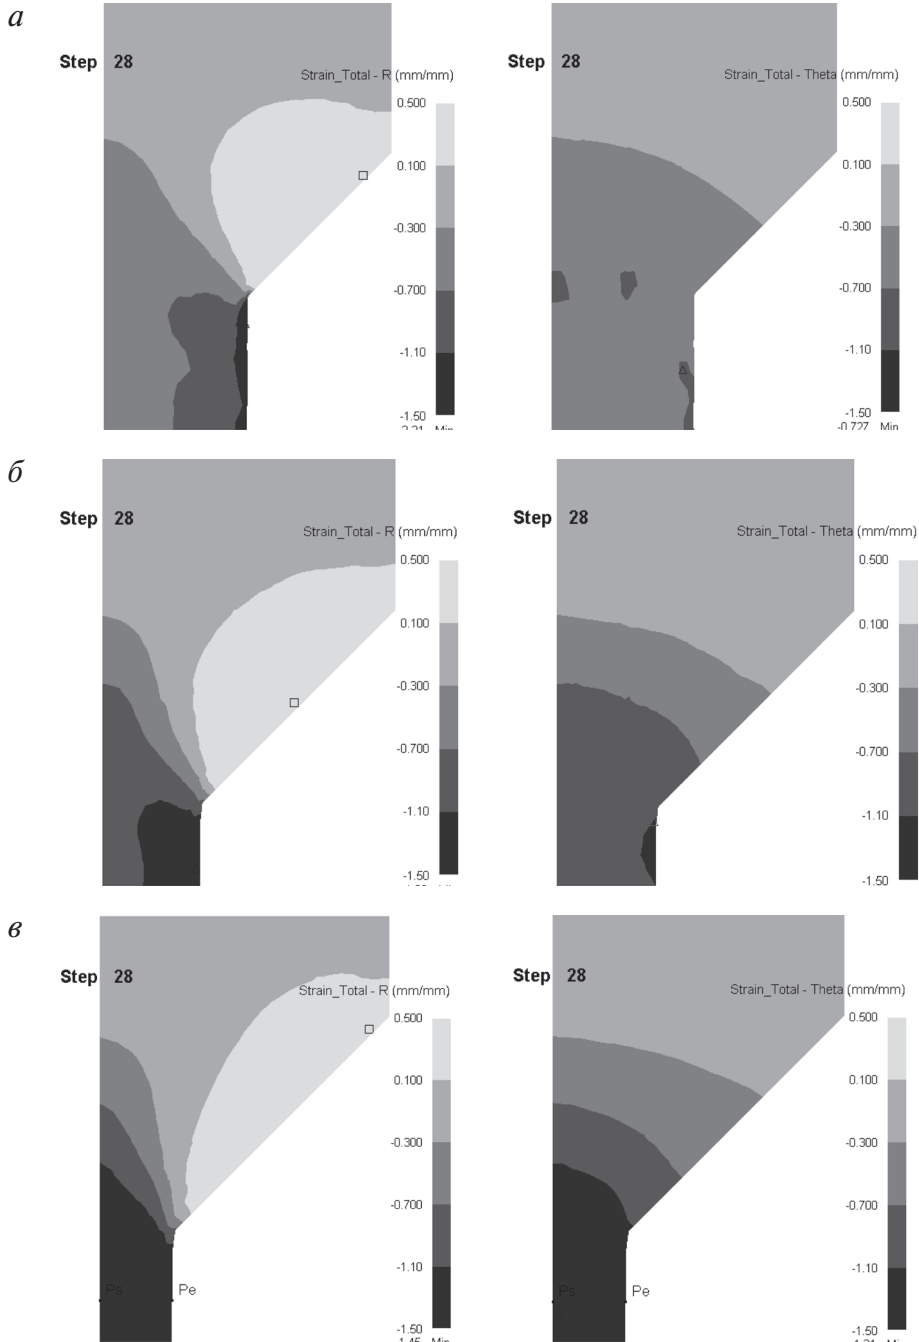 а
Step 28
Strain_Total - R (mm/mm)
0.500
0.100
-0.300
-0.700
-1.10
-1.50
Step 28
Strain_Total - Theta (mm/mm)
0.500
0.100
-0.300
-0.700
-1.10
-1.50
-0.727 Min
б
Step 28
Strain_Total - R (mm/mm)
0.500
0.100
-0.300
-0.700
-1.10
-1.50
Step 28
Strain_Total - Theta (mm/mm)
0.500
0.100
-0.300
-0.700
-1.10
-1.50
в
Step 28
Strain_Total - R (mm/mm)
0.500
0.100
-0.300
-0.700
-1.10
-1.50
Ps Pe
Step 28
Strain_Total - Theta (mm/mm)
0.500
0.100
-0.300
-0.700
-1.10
-1.50
Ps Pe